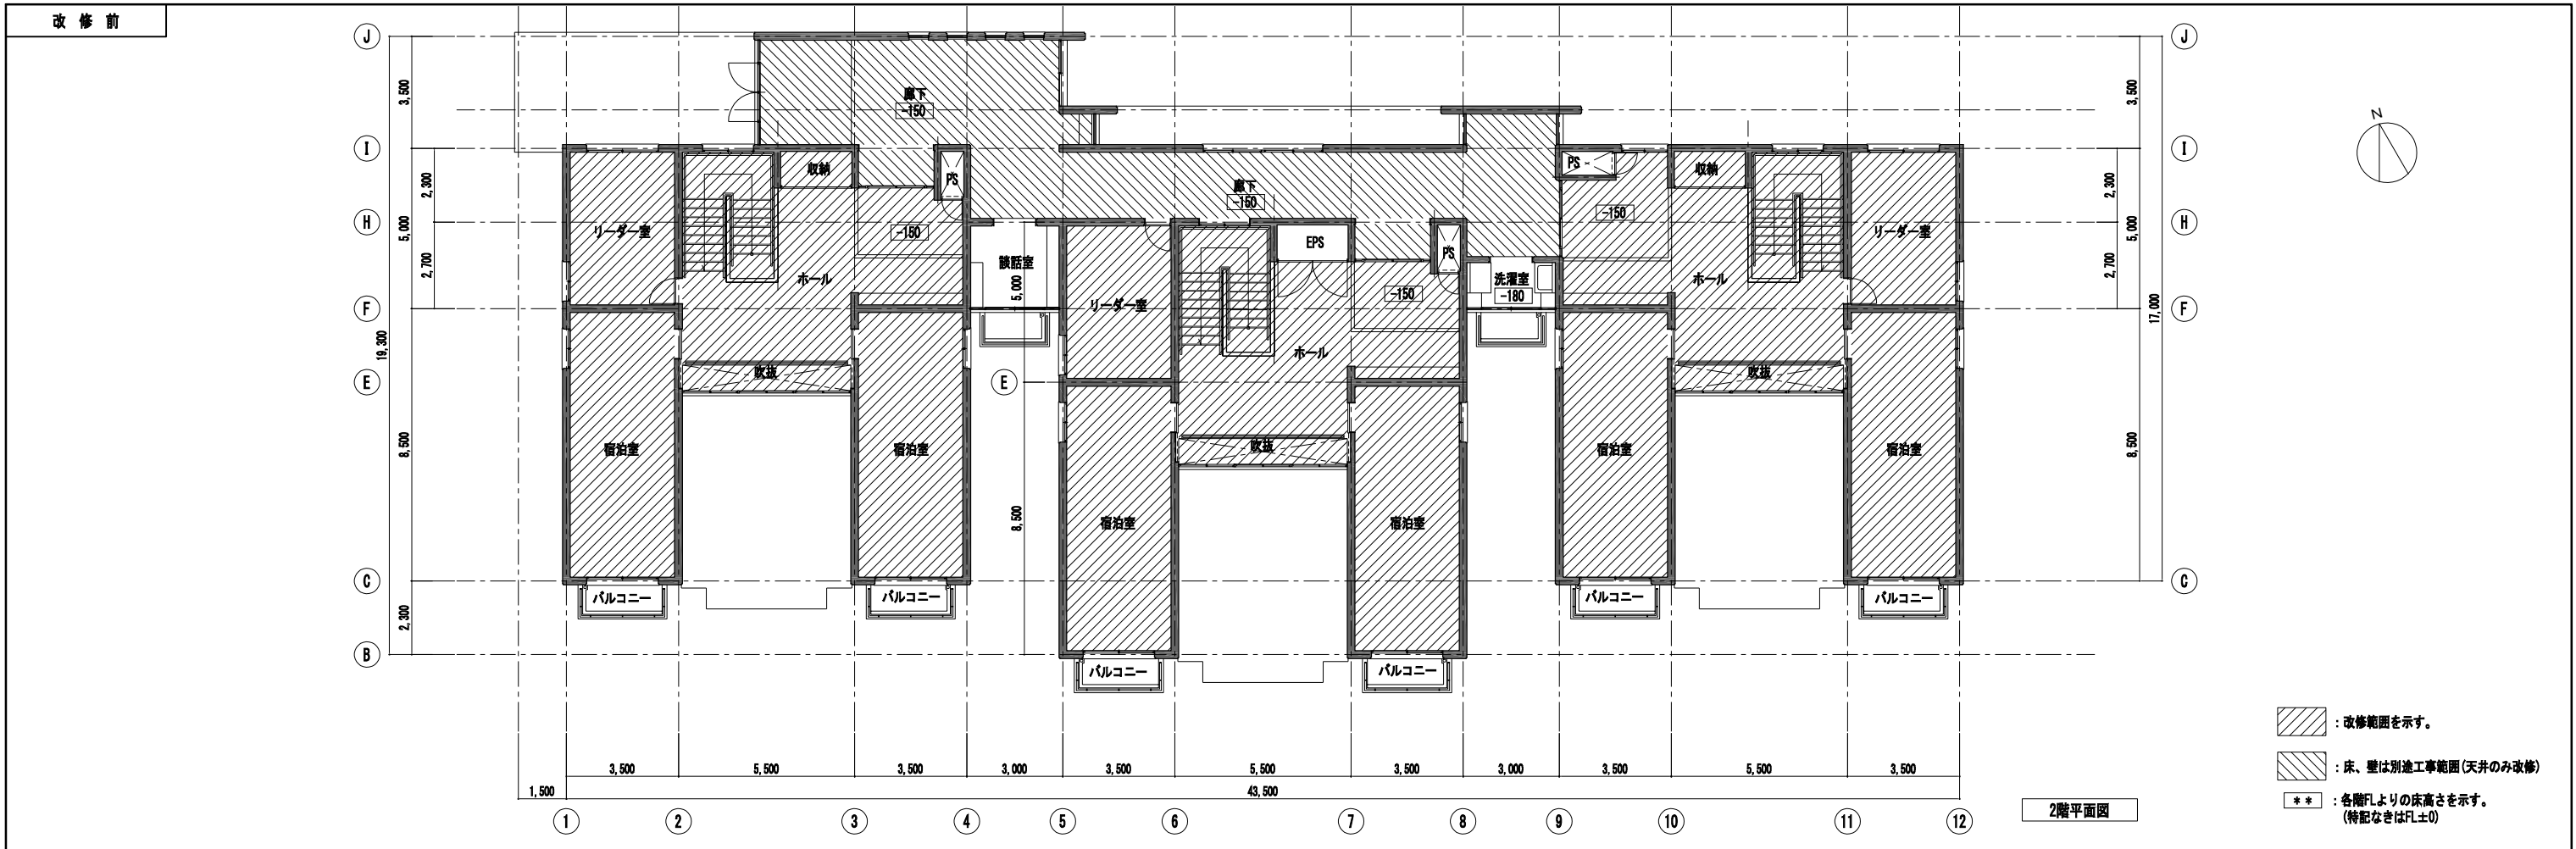 改 修 前
J
J
3,500
3,500
廊下
-150
N
I
I
2,300
5,000
2,700
収納
PS
リーダー室
-150
ホール
廊下
-150
PS
収納
-150
リーダー室
ホール
2,300
5,000
2,700
H
H
談話室
5,000
EPS
PS
洗濯室
-180
リーダー室
-150
ホール
F
F
19,300
17,000
吹抜
吹抜
E
E
吹抜
8,500
宿泊室
宿泊室
8,500
宿泊室
宿泊室
宿泊室
宿泊室
8,500
C
C
バルコニー
バルコニー
バルコニー
バルコニー
2,300
B
バルコニー
バルコニー
:改修範囲を示す。
:床、壁は別途工事範囲(天井のみ改修)
** :各階FLよりの床高さを示す。
(特記なきはFL±0)
3,500 5,500 3,500 3,000 3,500 5,500 3,500 3,000 3,500 5,500 3,500
1,500 43,500
1 2 3 4 5 6 7 8 9 10 11 12
2階平面図